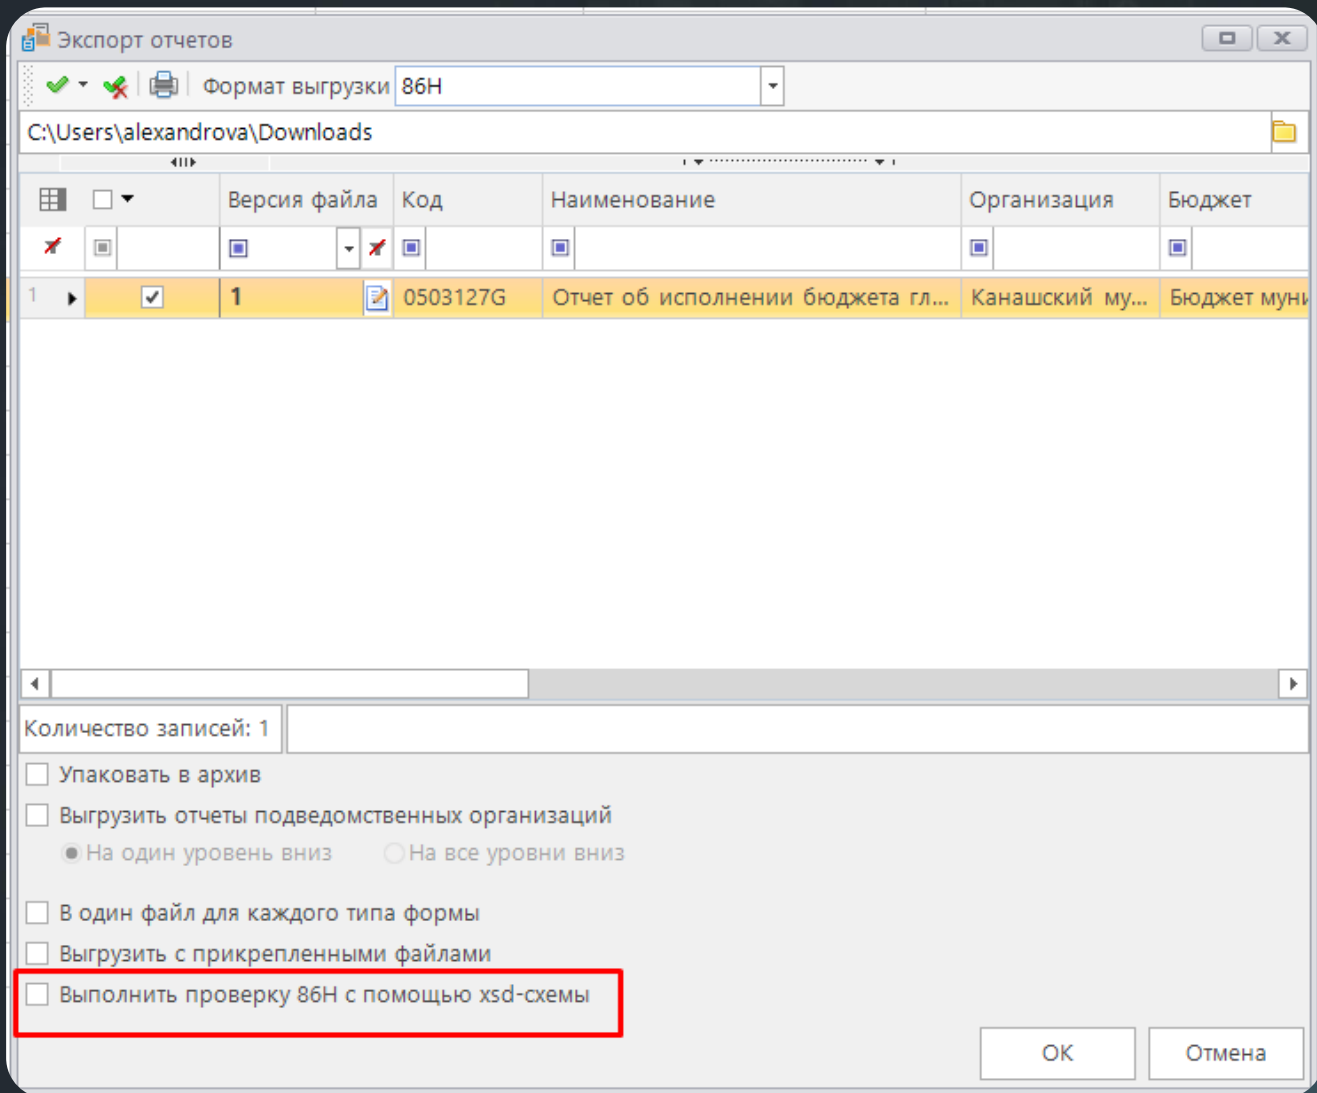 Экспорт отчетов
Формат выгрузки 86Н
C:\Users\alexandrova\Downloads
Версия файла Код Наименование Организация Бюджет
1 1 0503127G Отчет об исполнении бюджета гл... Канашский му... Бюджет муни
Количество записей: 1
Упаковать в архив
Выгрузить отчеты подведомственных организаций
На один уровень вниз На все уровни вниз
В один файл для каждого типа формы
Выгрузить с прикрепленными файлами
Выполнить проверку 86Н с помощью xsd-схемы
ОК Отмена